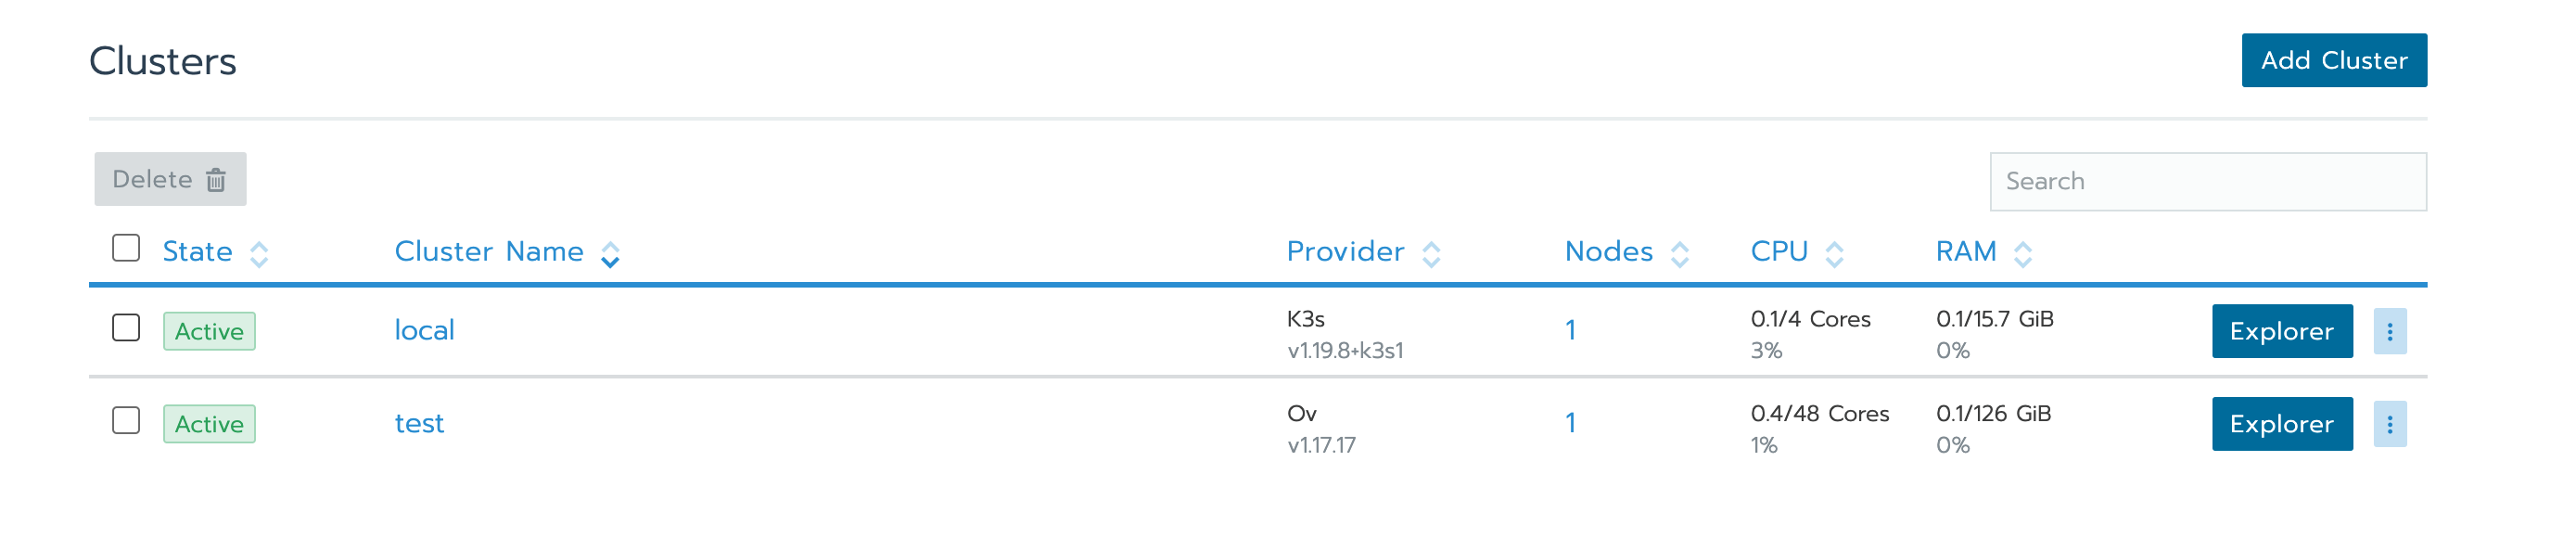 Clusters
Add Cluster
Delete
Search
State Cluster Name Provider Nodes CPU RAM
Active local K3s 1 0.1/4 Cores 0.1/15.7 GiB Explorer
v1.19.8+k3s1 3% 0%
Active test Ov 1 0.4/48 Cores 0.1/126 GiB Explorer
v1.17.17 1% 0%